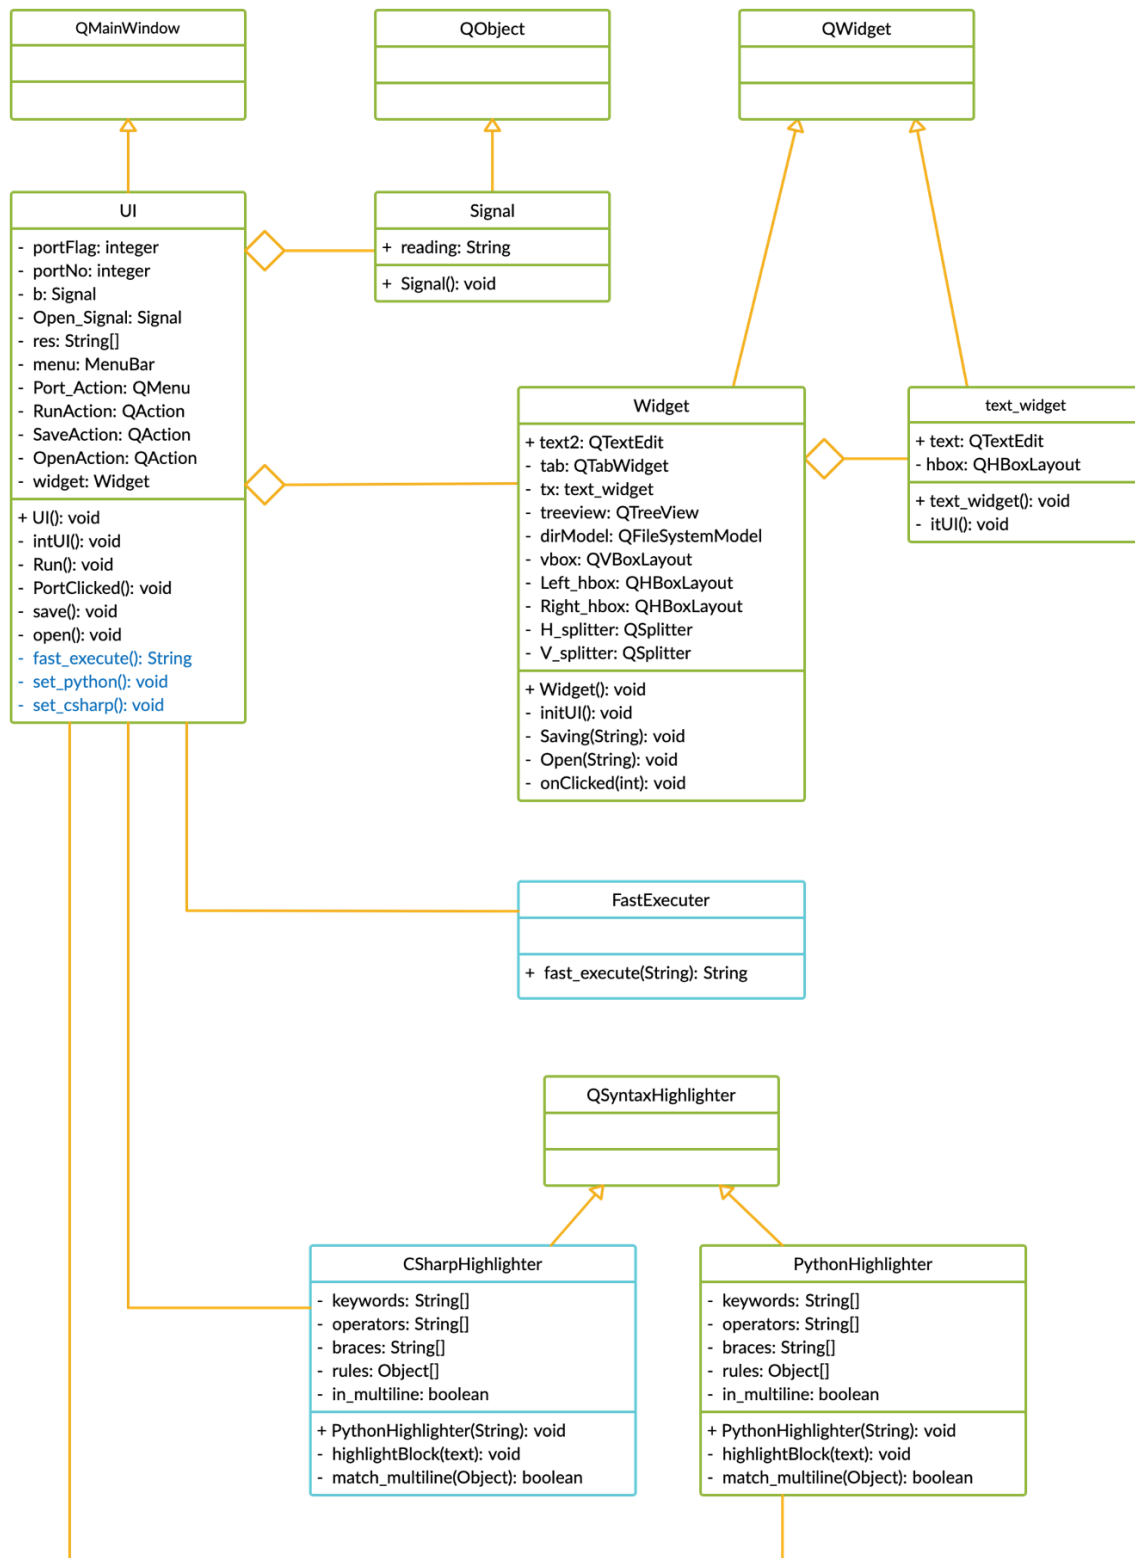 QMainWindow
QObject
QWidget
UI
- portFlag: integer
- portNo: integer
- b: Signal
- Open_Signal: Signal
- res: String[]
- menu: MenuBar
- Port_Action: QMenu
- RunAction: QAction
- SaveAction: QAction
- OpenAction: QAction
- widget: Widget
+ UI(): void
- intUI(): void
- Run(): void
- PortClicked(): void
- save(): void
- open(): void
- fast_execute(): String
- set_python(): void
- set_csharp(): void
Signal
+ reading: String
+ Signal(): void
Widget
+ text2: QTextEdit
- tab: QTabWidget
- tx: text_widget
- treeview: QTreeView
- dirModel: QFileSystemModel
- vbox: QVBoxLayout
- Left_hbox: QHBoxLayout
- Right_hbox: QHBoxLayout
- H_splitter: QSplitter
- V_splitter: QSplitter
+ Widget(): void
- initUI(): void
- Saving(String): void
- Open(String): void
- onClicked(int): void
text_widget
+ text: QTextEdit
- hbox: QHBoxLayout
+ text_widget(): void
- itUI(): void
FastExecuter
+ fast_execute(String): String
QSyntaxHighlighter
CSharpHighlighter
- keywords: String[]
- operators: String[]
- braces: String[]
- rules: Object[]
- in_multiline: boolean
+ PythonHighlighter(String): void
- highlightBlock(text): void
- match_multiline(Object): boolean
PythonHighlighter
- keywords: String[]
- operators: String[]
- braces: String[]
- rules: Object[]
- in_multiline: boolean
+ PythonHighlighter(String): void
- highlightBlock(text): void
- match_multiline(Object): boolean